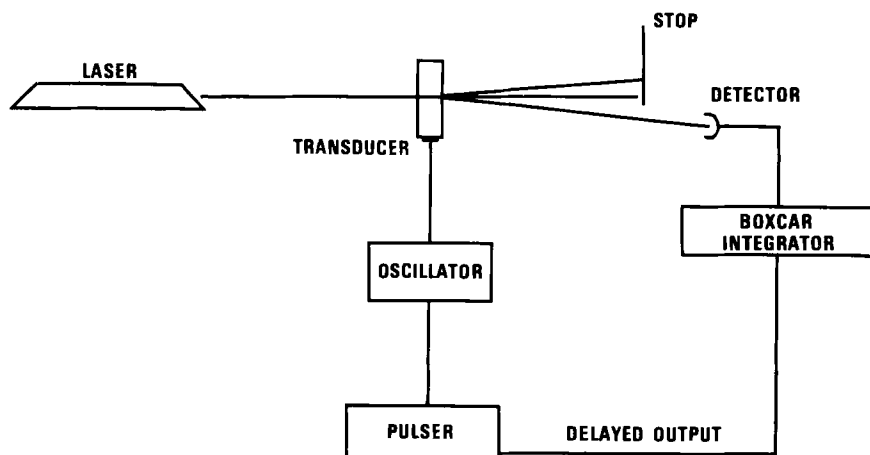 STOP
LASER
DETECTOR
TRANSDUCER
BOXCAR
INTEGRATOR
OSCILLATOR
PULSER
DELAYED OUTPUT